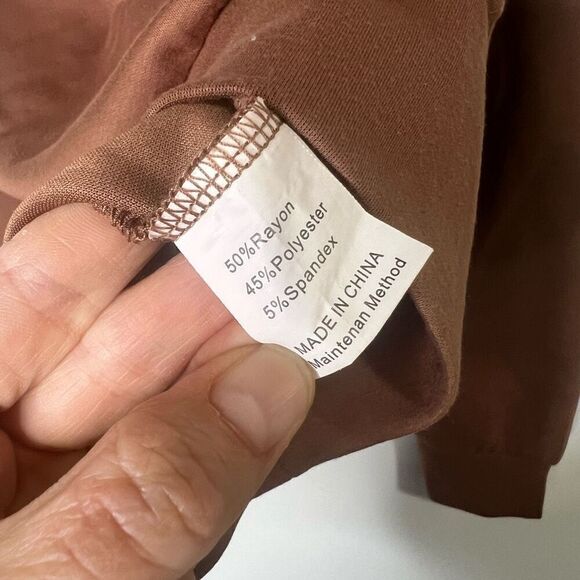 50%Rayon
45%Polyester
5%Spandex
MADE IN CHINA
Maintenan Method